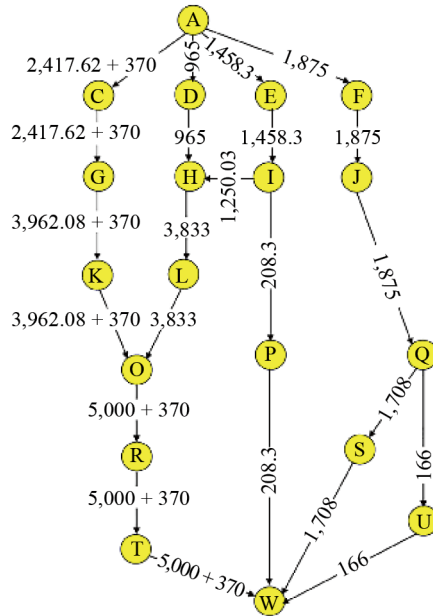 A
2,417.62 + 370
965
1,458.3
1,875
C
D
E
F
2,417.62 + 370
965
1,458.3
1,875
G
H
1,250.03
I
J
3,962.08 + 370
3,833
208.3
1,875
K
L
3,962.08 + 370
3,833
P
Q
O
5,000 + 370
1,708
166
R
S
208.3
5,000 + 370
1,708
U
T
5,000 + 370
166
W